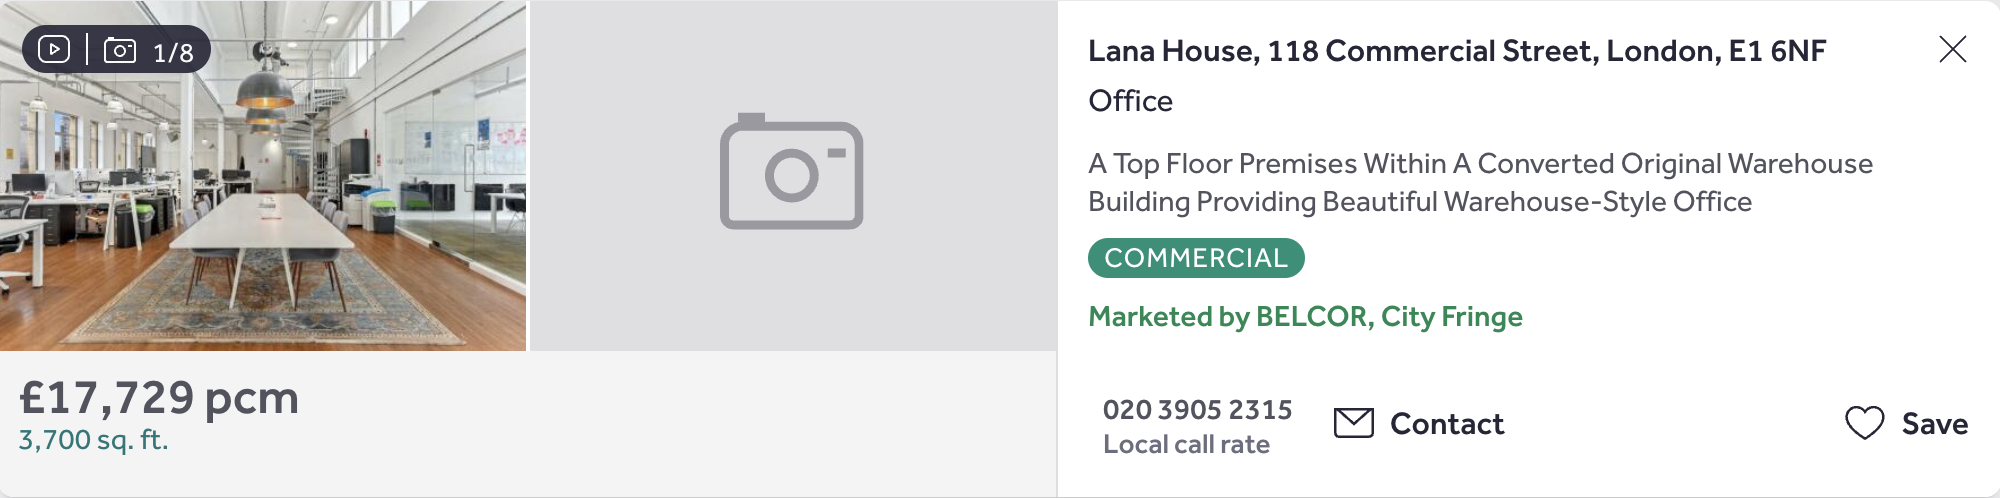 1/8
£17,729 pcm
3,700 sq. ft.
Lana House, 118 Commercial Street, London, E1 6NF
Office
A Top Floor Premises Within A Converted Original Warehouse
Building Providing Beautiful Warehouse-Style Office
COMMERCIAL
Marketed by BELCOR, City Fringe
020 3905 2315
Local call rate
Contact
Save